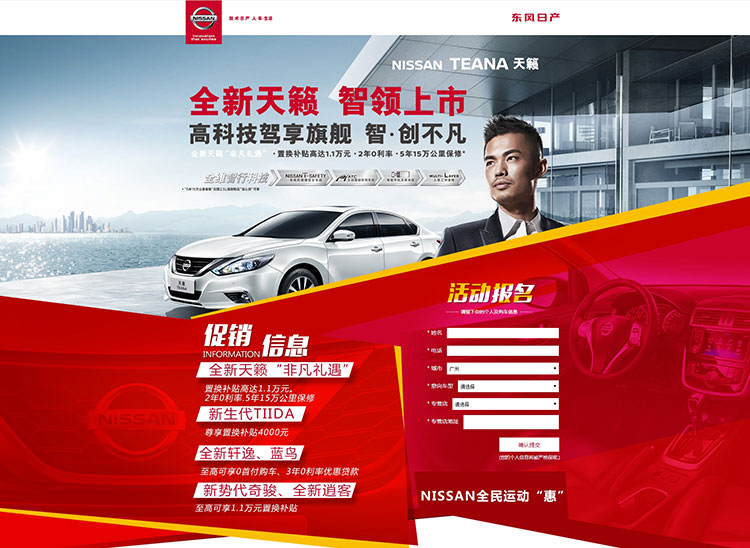 NISSAN
Innovation
that excites
技术日产 人·车·生活
东风日产
NISSAN TEANA 天籁
全新天籁 智领上市
高科技驾享旗舰 智·创不凡
全新天籁“非凡礼遇” ·置换补贴高达1.1万元 ·2年0利率 ·5年15万公里保修*
全速智行科技
NISSAN T-SAFETY
ATC
MULTI-LAYER
天籁
TEANA
活动报名
请留下你的个人及购车信息
* 姓名
* 电话
* 城市 广州
* 意向车型 请选择
* 专营店 请选择
* 专营店地址
确认提交
(您的个人信息将被严格保密)
促销
INFORMATION 信息
全新天籁“非凡礼遇”
置换补贴高达1.1万元。
2年0利率.5年15万公里保修
新生代TIIDA
尊享置换补贴4000元
全新轩逸、蓝鸟
至高可享0首付购车、3年0利率优惠贷款
新势代奇骏、全新逍客
至高可享1.1万元置换补贴
NISSAN
NISSAN全民运动“惠”